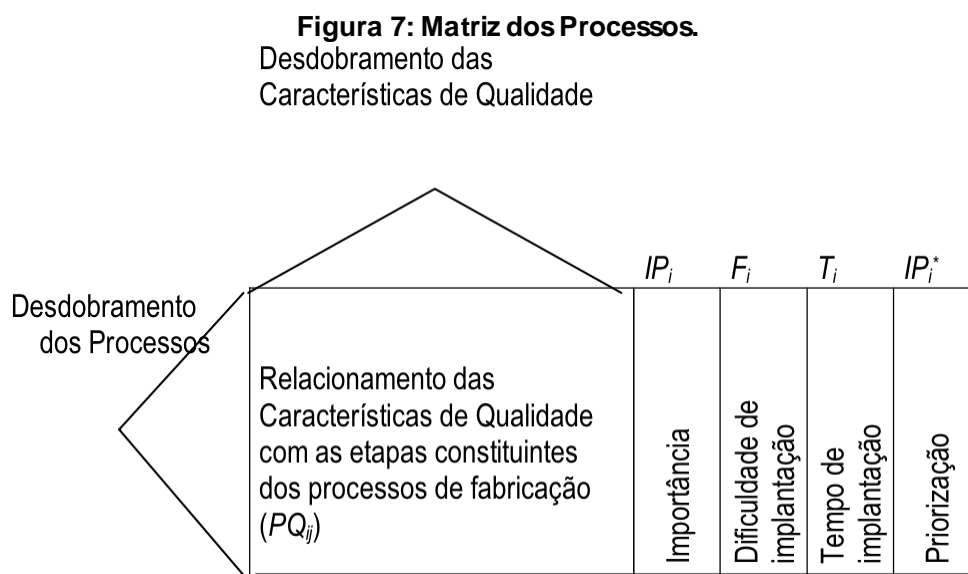 Figura 7: Matriz dos Processos.
Desdobramento das
Características de Qualidade
IPi Fi Ti IPi*
Desdobramento
dos Processos
Relacionamento das
Características de Qualidade
com as etapas constituintes
dos processos de fabricação
(PQij)
Importância
Dificuldade de
implantação
Tempo de
implantação
Priorização